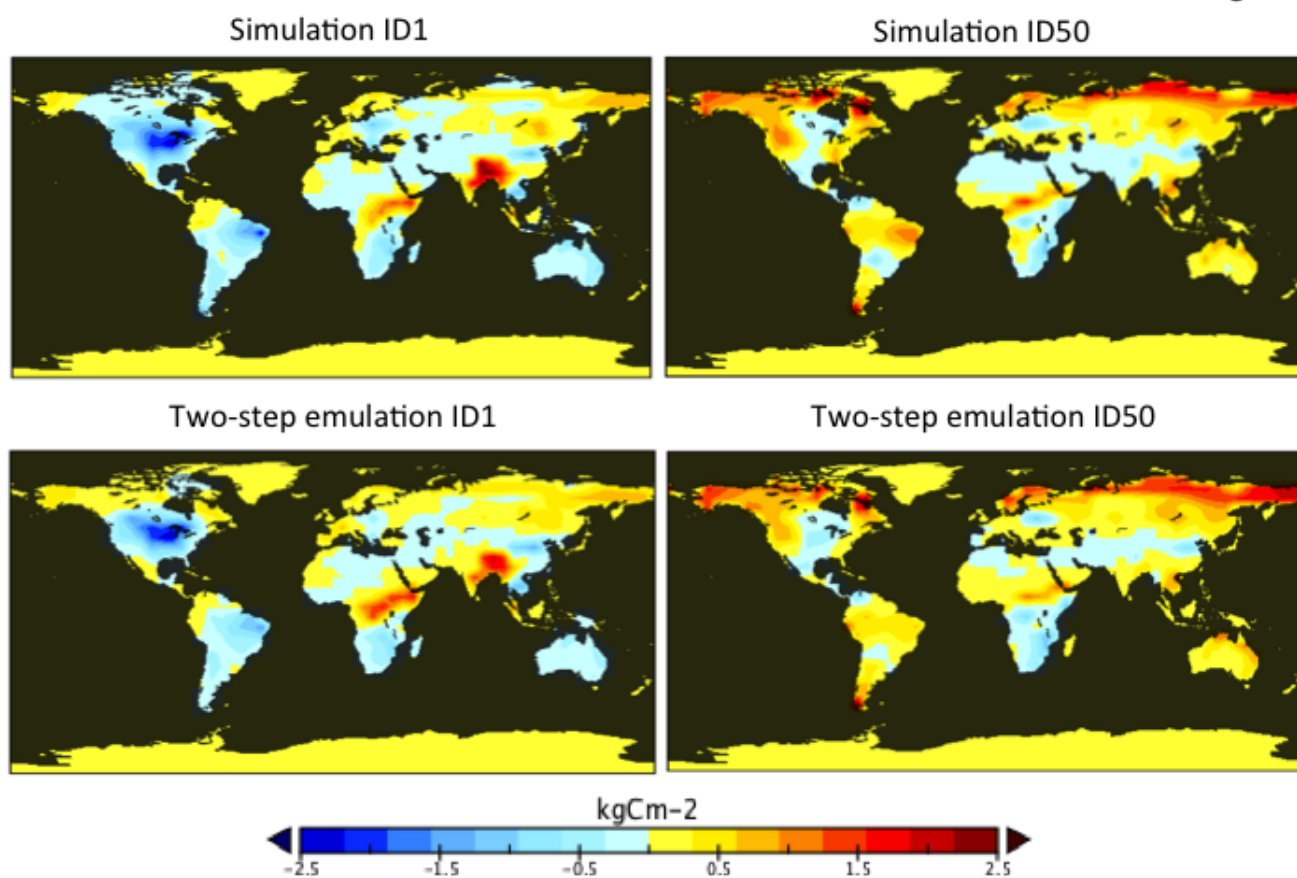 Simulation ID1
Simulation ID50
Two-step emulation ID1
Two-step emulation ID50
kgCm-2
-2.5 -1.5 -0.5 0.5 1.5 2.5